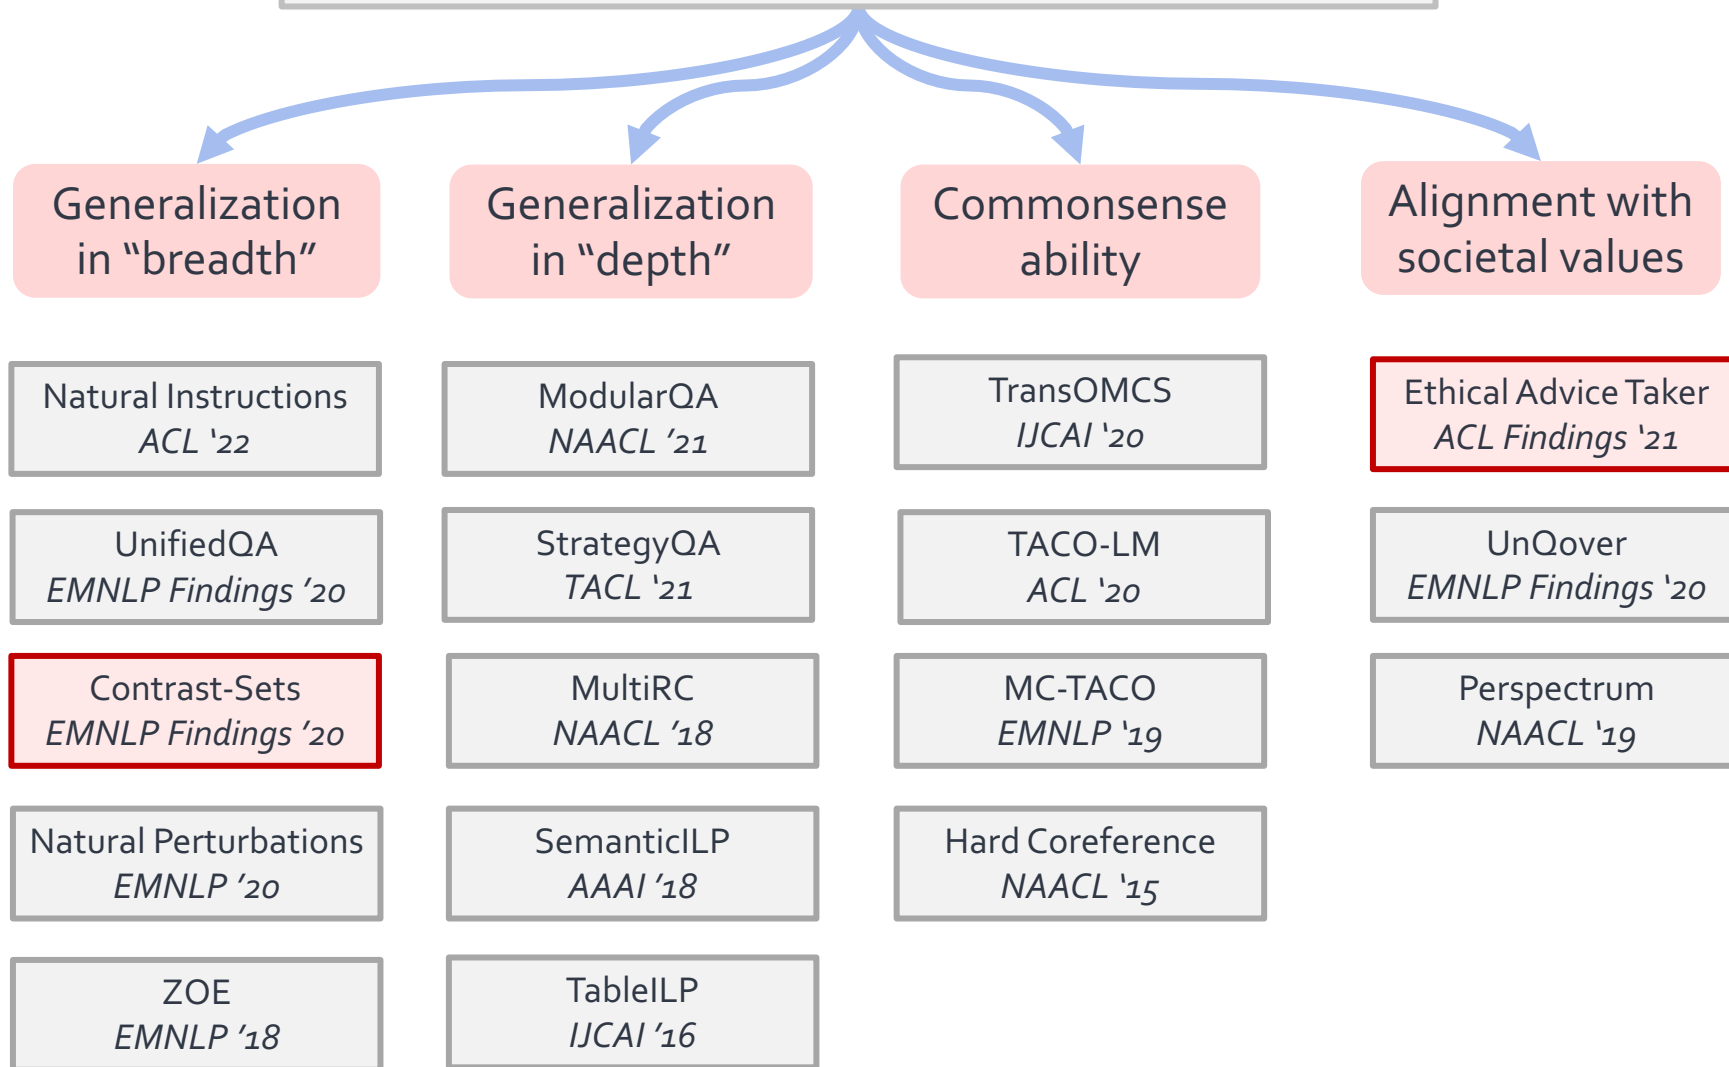 Generalization
in “breadth”
Generalization
in “depth”
Commonsense
ability
Alignment with
societal values
Natural Instructions
ACL ‘22
UnifiedQA
EMNLP Findings ’20
Contrast-Sets
EMNLP Findings ’20
Natural Perturbations
EMNLP ’20
ZOE
EMNLP ’18
ModularQA
NAACL ’21
StrategyQA
TACL ‘21
MultiRC
NAACL ‘18
SemanticILP
AAAI ’18
TableILP
IJCAI ’16
TransOMCS
IJCAI ‘20
TACO-LM
ACL ‘20
MC-TACO
EMNLP ‘19
Hard Coreference
NAACL ‘15
Ethical Advice Taker
ACL Findings ‘21
UnQover
EMNLP Findings ‘20
Perspectrum
NAACL ‘19